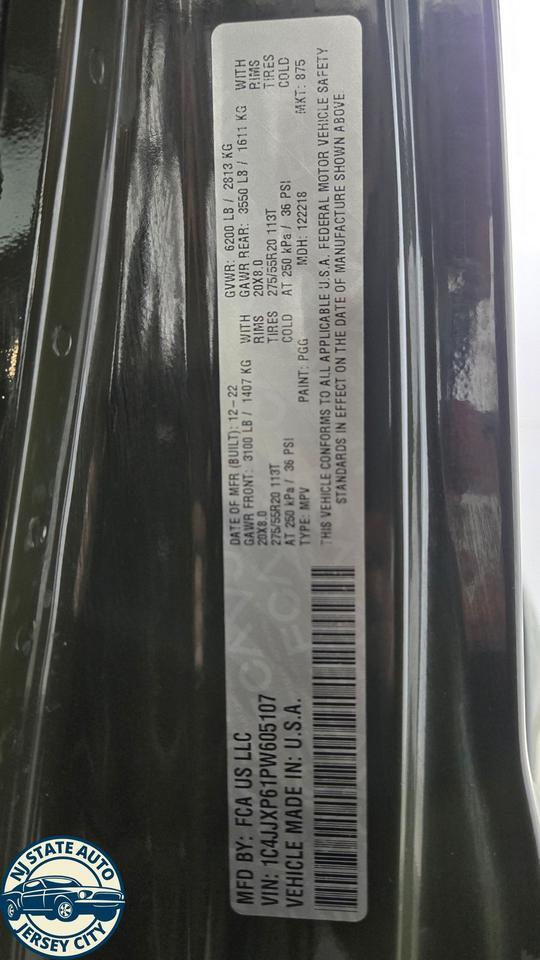 MFD BY: FCA US LLC
VIN: 1C4JJXP61PW605107
VEHICLE MADE IN: U.S.A.
DATE OF MFR (BUILT): 12-22
GAWR FRONT: 3100 LB / 1407 KG WITH
20X8.0 RIMS
275/55R20 113T TIRES
AT 250 kPa / 36 PSI COLD
TYPE: MPV PAINT: PGG
GVWR: 6200 LB / 2813 KG
GAWR REAR: 3550 LB / 1611 KG WITH
20X8.0 RIMS
275/55R20 113T TIRES
AT 250 kPa / 36 PSI COLD
MDH: 122218 MKT: 875
THIS VEHICLE CONFORMS TO ALL APPLICABLE U.S.A. FEDERAL MOTOR VEHICLE SAFETY
STANDARDS IN EFFECT ON THE DATE OF MANUFACTURE SHOWN ABOVE
NJ STATE AUTO
JERSEY CITY